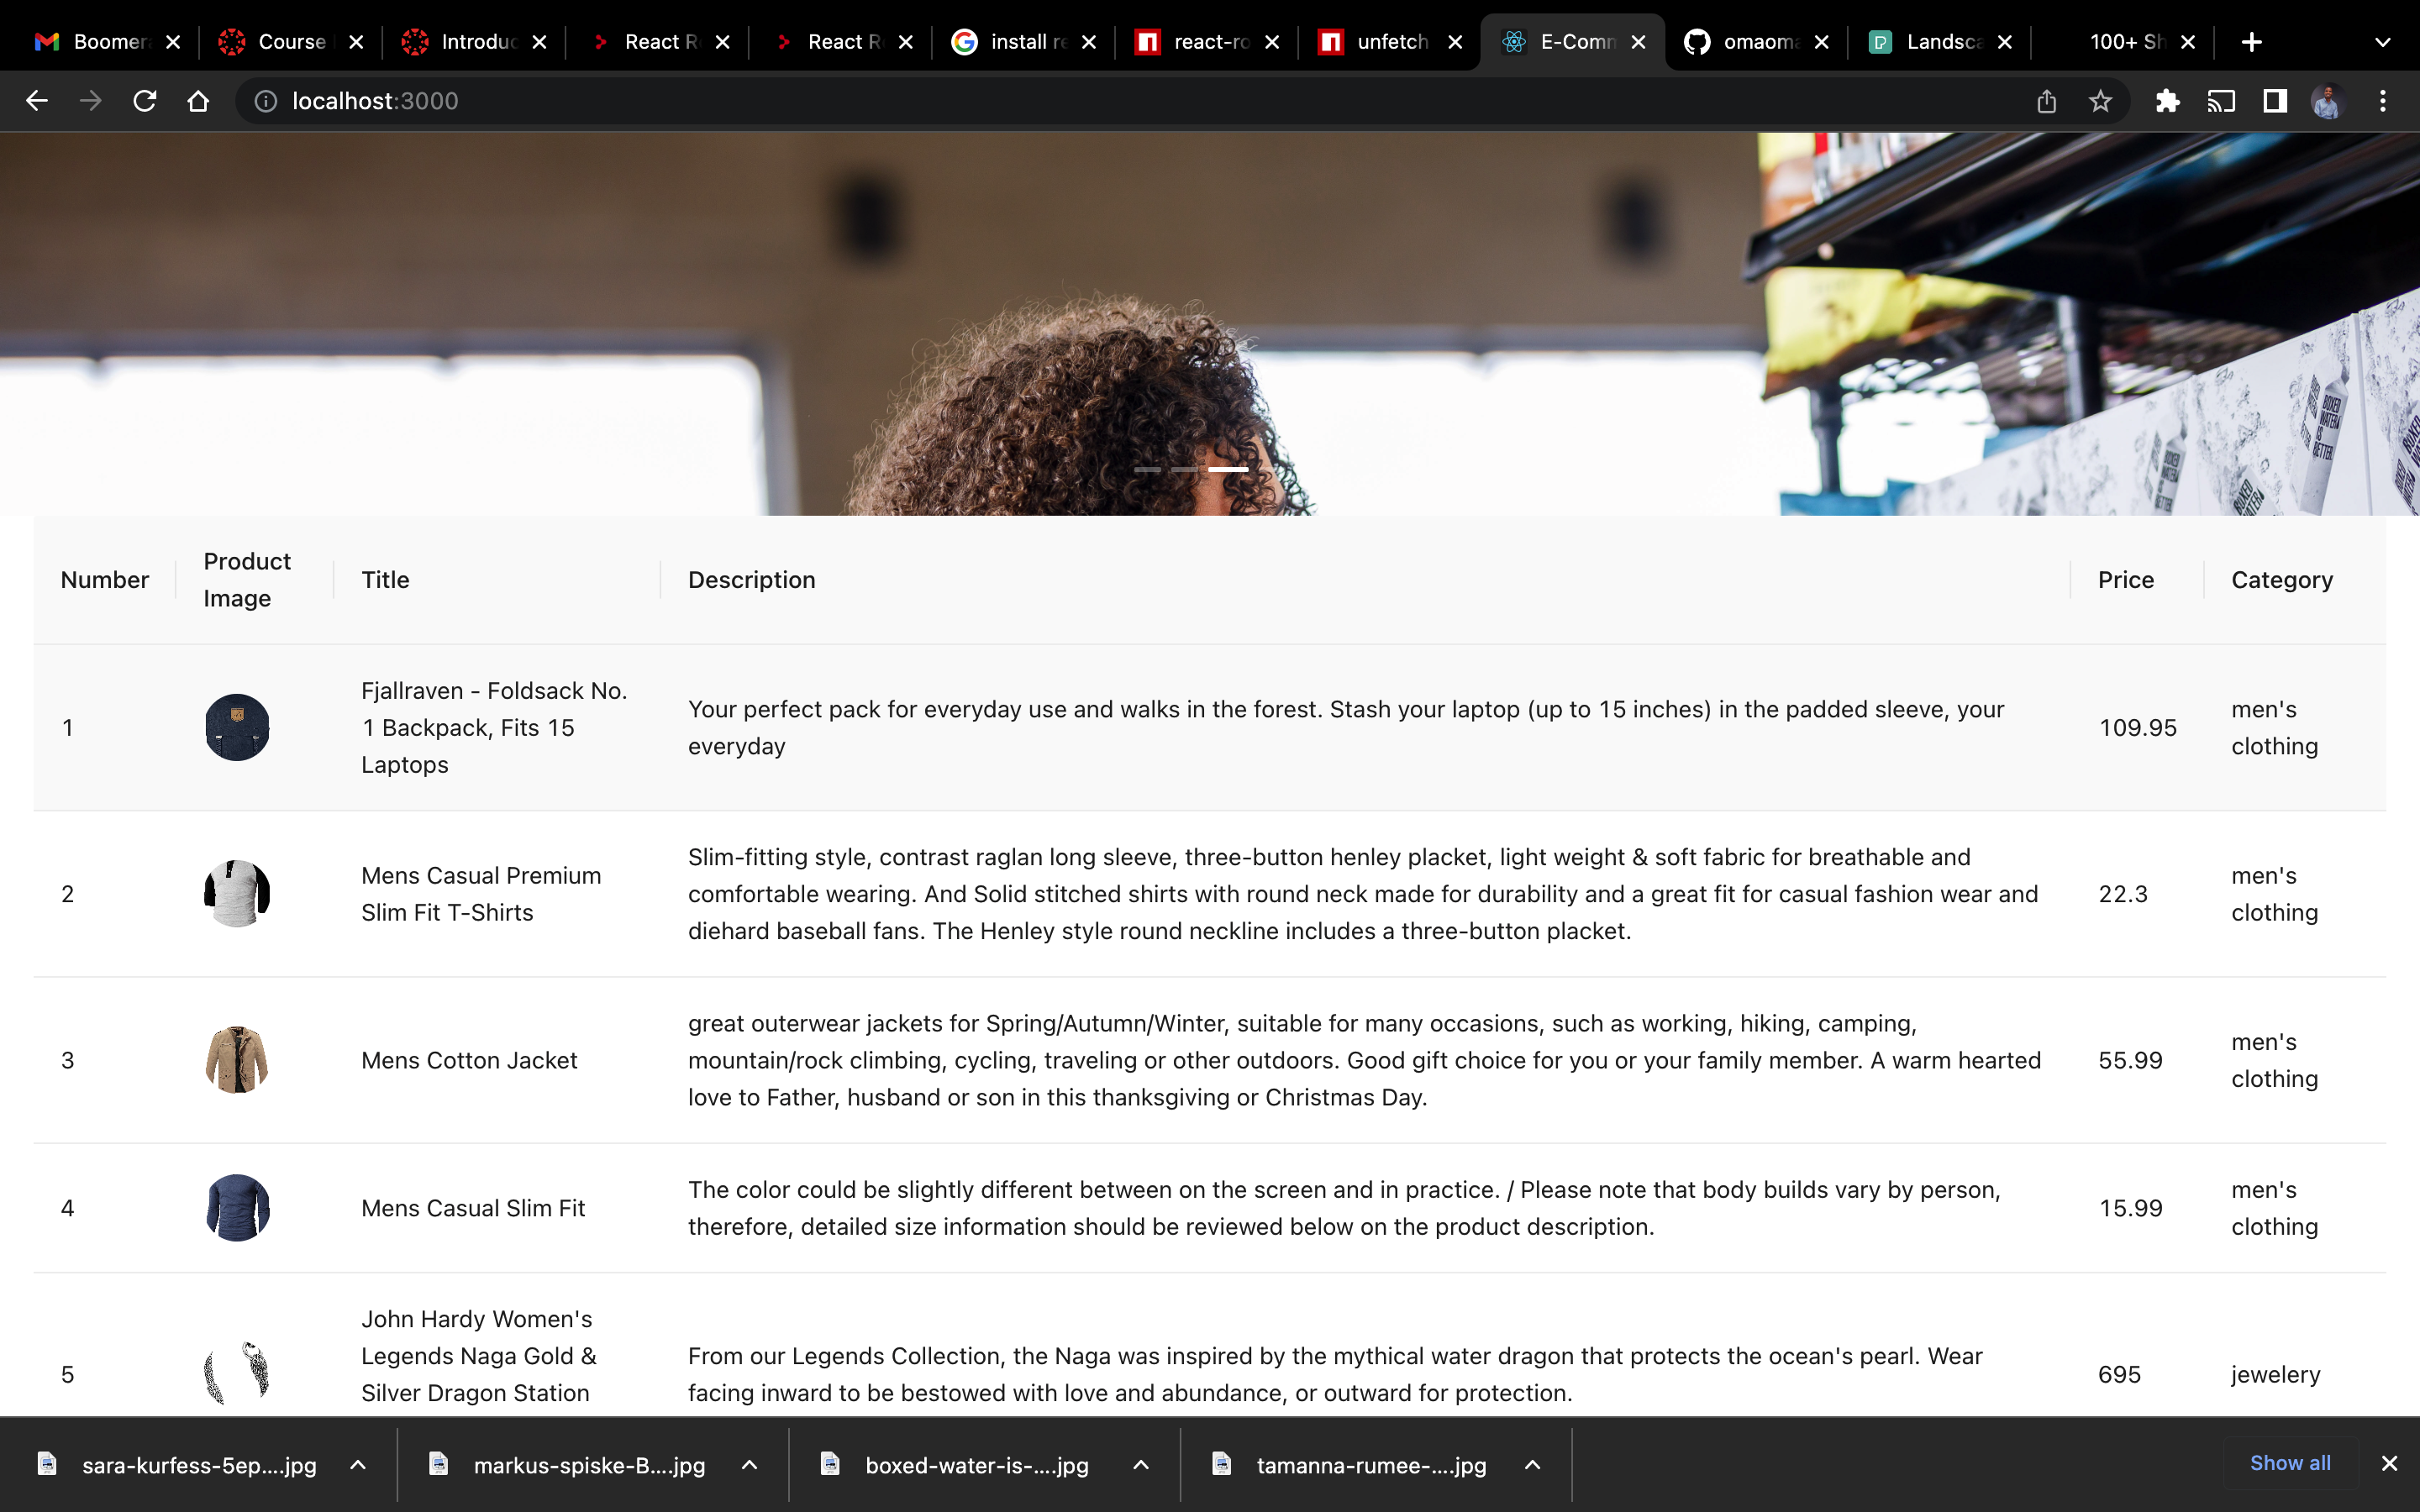 Boomer
Course
Introduc
React R
React R
install re
react-ro
unfetch
E-Comm
omaoma
Landsca
100+ Sh
localhost:3000
BOXED WATER IS BETTER.
Number
Product
Image
Title
Description
Price
Category
1
Fjallraven - Foldsack No.
1 Backpack, Fits 15
Laptops
Your perfect pack for everyday use and walks in the forest. Stash your laptop (up to 15 inches) in the padded sleeve, your
everyday
109.95
men's
clothing
2
Mens Casual Premium
Slim Fit T-Shirts
Slim-fitting style, contrast raglan long sleeve, three-button henley placket, light weight & soft fabric for breathable and
comfortable wearing. And Solid stitched shirts with round neck made for durability and a great fit for casual fashion wear and
diehard baseball fans. The Henley style round neckline includes a three-button placket.
22.3
men's
clothing
3
Mens Cotton Jacket
great outerwear jackets for Spring/Autumn/Winter, suitable for many occasions, such as working, hiking, camping,
mountain/rock climbing, cycling, traveling or other outdoors. Good gift choice for you or your family member. A warm hearted
love to Father, husband or son in this thanksgiving or Christmas Day.
55.99
men's
clothing
4
Mens Casual Slim Fit
The color could be slightly different between on the screen and in practice. / Please note that body builds vary by person,
therefore, detailed size information should be reviewed below on the product description.
15.99
men's
clothing
5
John Hardy Women's
Legends Naga Gold &
Silver Dragon Station
From our Legends Collection, the Naga was inspired by the mythical water dragon that protects the ocean's pearl. Wear
facing inward to be bestowed with love and abundance, or outward for protection.
695
jewelery
sara-kurfess-5ep....jpg
markus-spiske-B....jpg
boxed-water-is-....jpg
tamanna-rumee-....jpg
Show all